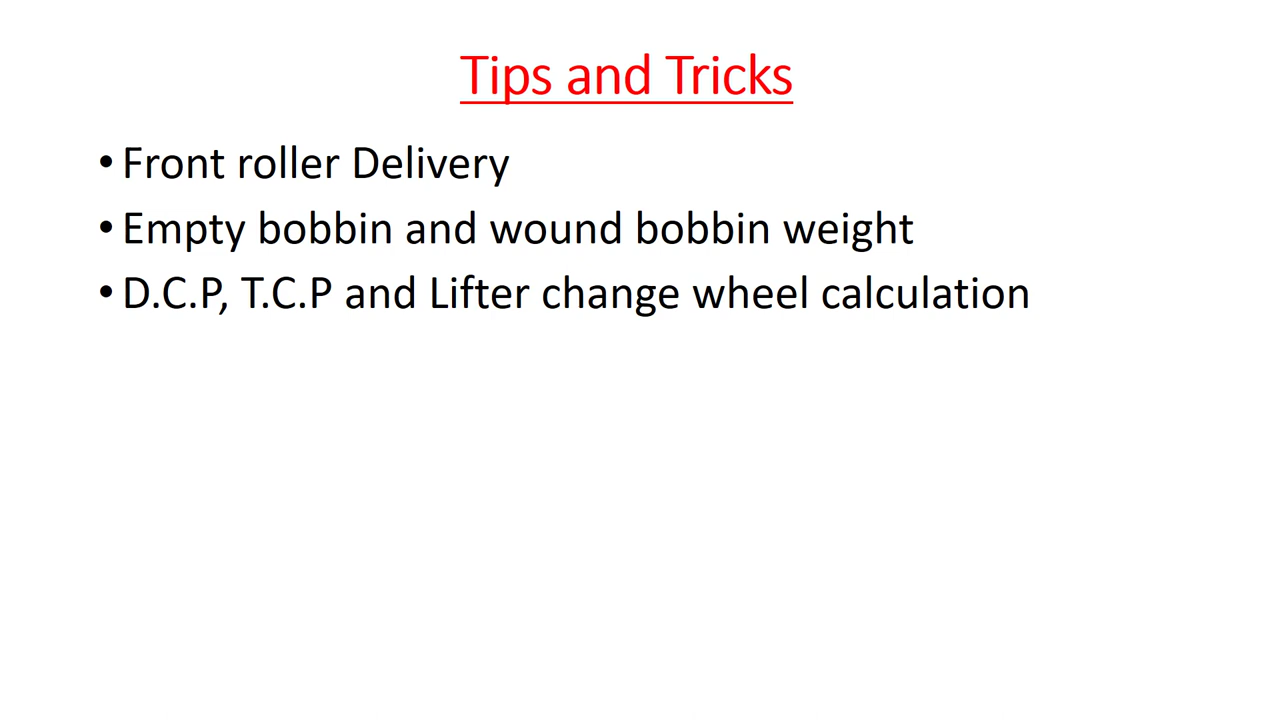 Tips and Tricks
• Front roller Delivery
• Empty bobbin and wound bobbin weight
• D.C.P, T.C.P and Lifter change wheel calculation